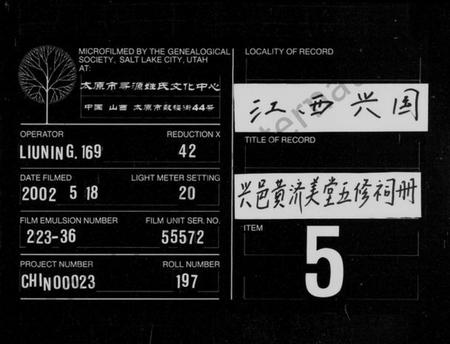 MICROFILMED BY THE GENEALOGICAL
SOCIETY, SALT LAKE CITY, UTAH
AT:
太原市寻源姓氏文化中心
中国 山西 太原市鼓楼街44号
OPERATOR
REDUCTION X
LIUNING.169
42
DATE FILMED
LIGHT METER SETTING
2002 5 18
20
FILM EMULSION NUMBER
FILM UNIT SER. NO.
223-36
55572
PROJECT NUMBER
ROLL NUMBER
CHIN00023
197
LOCALITY OF RECORD
江西兴国
TITLE OF RECORD
兴邑黄济美堂五修祠册
ITEM
5